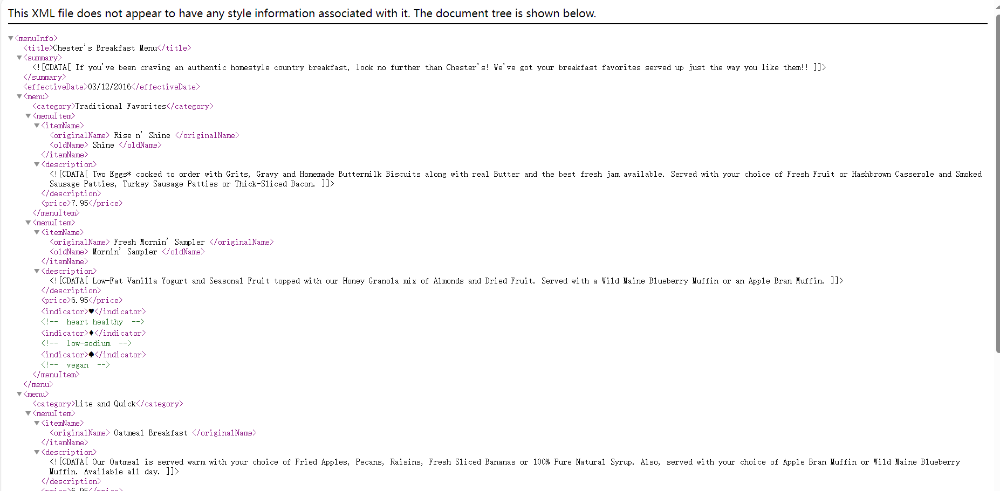 This XML file does not appear to have any style information associated with it. The document tree is shown below.
▼<menuInfo>
<title>Chester's Breakfast Menu</title>
▼<summary>
<![CDATA[ If you've been craving an authentic homestyle country breakfast, look no further than Chester's! We've got your breakfast favorites served up just the way you like them!! ]]>
</summary>
<effectiveDate>03/12/2016</effectiveDate>
▼<menu>
<category>Traditional Favorites</category>
▼<menuItem>
▼<itemName>
<originalName> Rise n' Shine </originalName>
<oldName> Shine </oldName>
</itemName>
▼<description>
<![CDATA[ Two Eggs* cooked to order with Grits, Gravy and Homemade Buttermilk Biscuits along with real Butter and the best fresh jam available. Served with your choice of Fresh Fruit or Hashbrown Casserole and Smoked
Sausage Patties, Turkey Sausage Patties or Thick-Sliced Bacon. ]]>
</description>
<price>7.95</price>
</menuItem>
▼<menuItem>
▼<itemName>
<originalName> Fresh Mornin' Sampler </originalName>
<oldName> Mornin' Sampler </oldName>
</itemName>
▼<description>
<![CDATA[ Low-Fat Vanilla Yogurt and Seasonal Fruit topped with our Honey Granola mix of Almonds and Dried Fruit. Served with a Wild Maine Blueberry Muffin or an Apple Bran Muffin. ]]>
</description>
<price>6.95</price>
<indicator>♥</indicator>
<!-- heart healthy -->
<indicator>♦</indicator>
<!-- low-sodium -->
<indicator>♠</indicator>
<!-- vegan -->
</menuItem>
</menu>
▼<menu>
<category>Lite and Quick</category>
▼<menuItem>
▼<itemName>
<originalName> Oatmeal Breakfast </originalName>
</itemName>
▼<description>
<![CDATA[ Our Oatmeal is served warm with your choice of Fried Apples, Pecans, Raisins, Fresh Sliced Bananas or 100% Pure Natural Syrup. Also, served with your choice of Apple Bran Muffin or Wild Maine Blueberry
Muffin. Available all day. ]]>
</description>
<price>6.95</price>